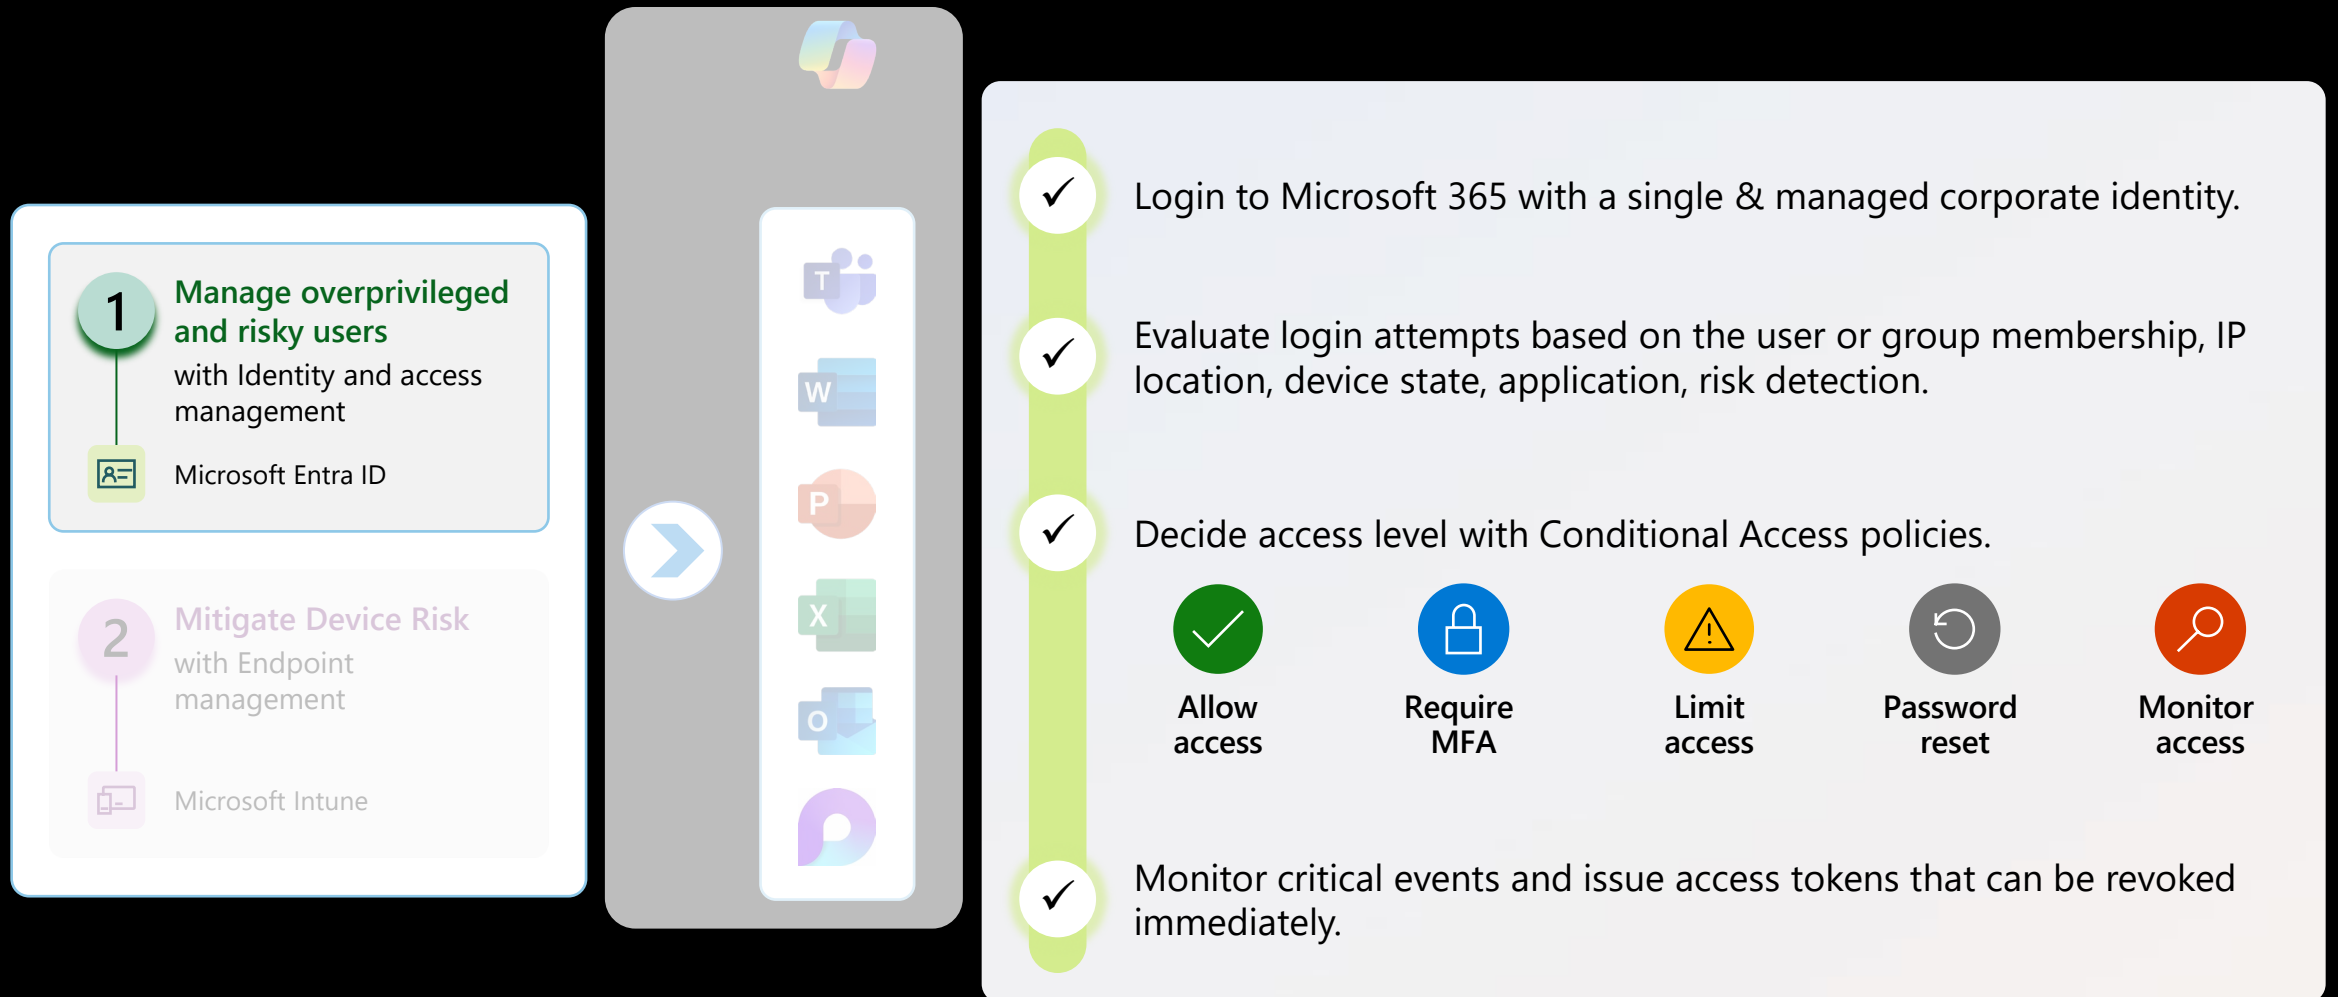 1
Manage overprivileged
and risky users
with Identity and access
management
Microsoft Entra ID
2
Mitigate Device Risk
with Endpoint
management
Microsoft Intune
T
W
P
X
O
Login to Microsoft 365 with a single & managed corporate identity.
Evaluate login attempts based on the user or group membership, IP
location, device state, application, risk detection.
Decide access level with Conditional Access policies.
Allow
access
Require
MFA
Limit
access
Password
reset
Monitor
access
Monitor critical events and issue access tokens that can be revoked
immediately.